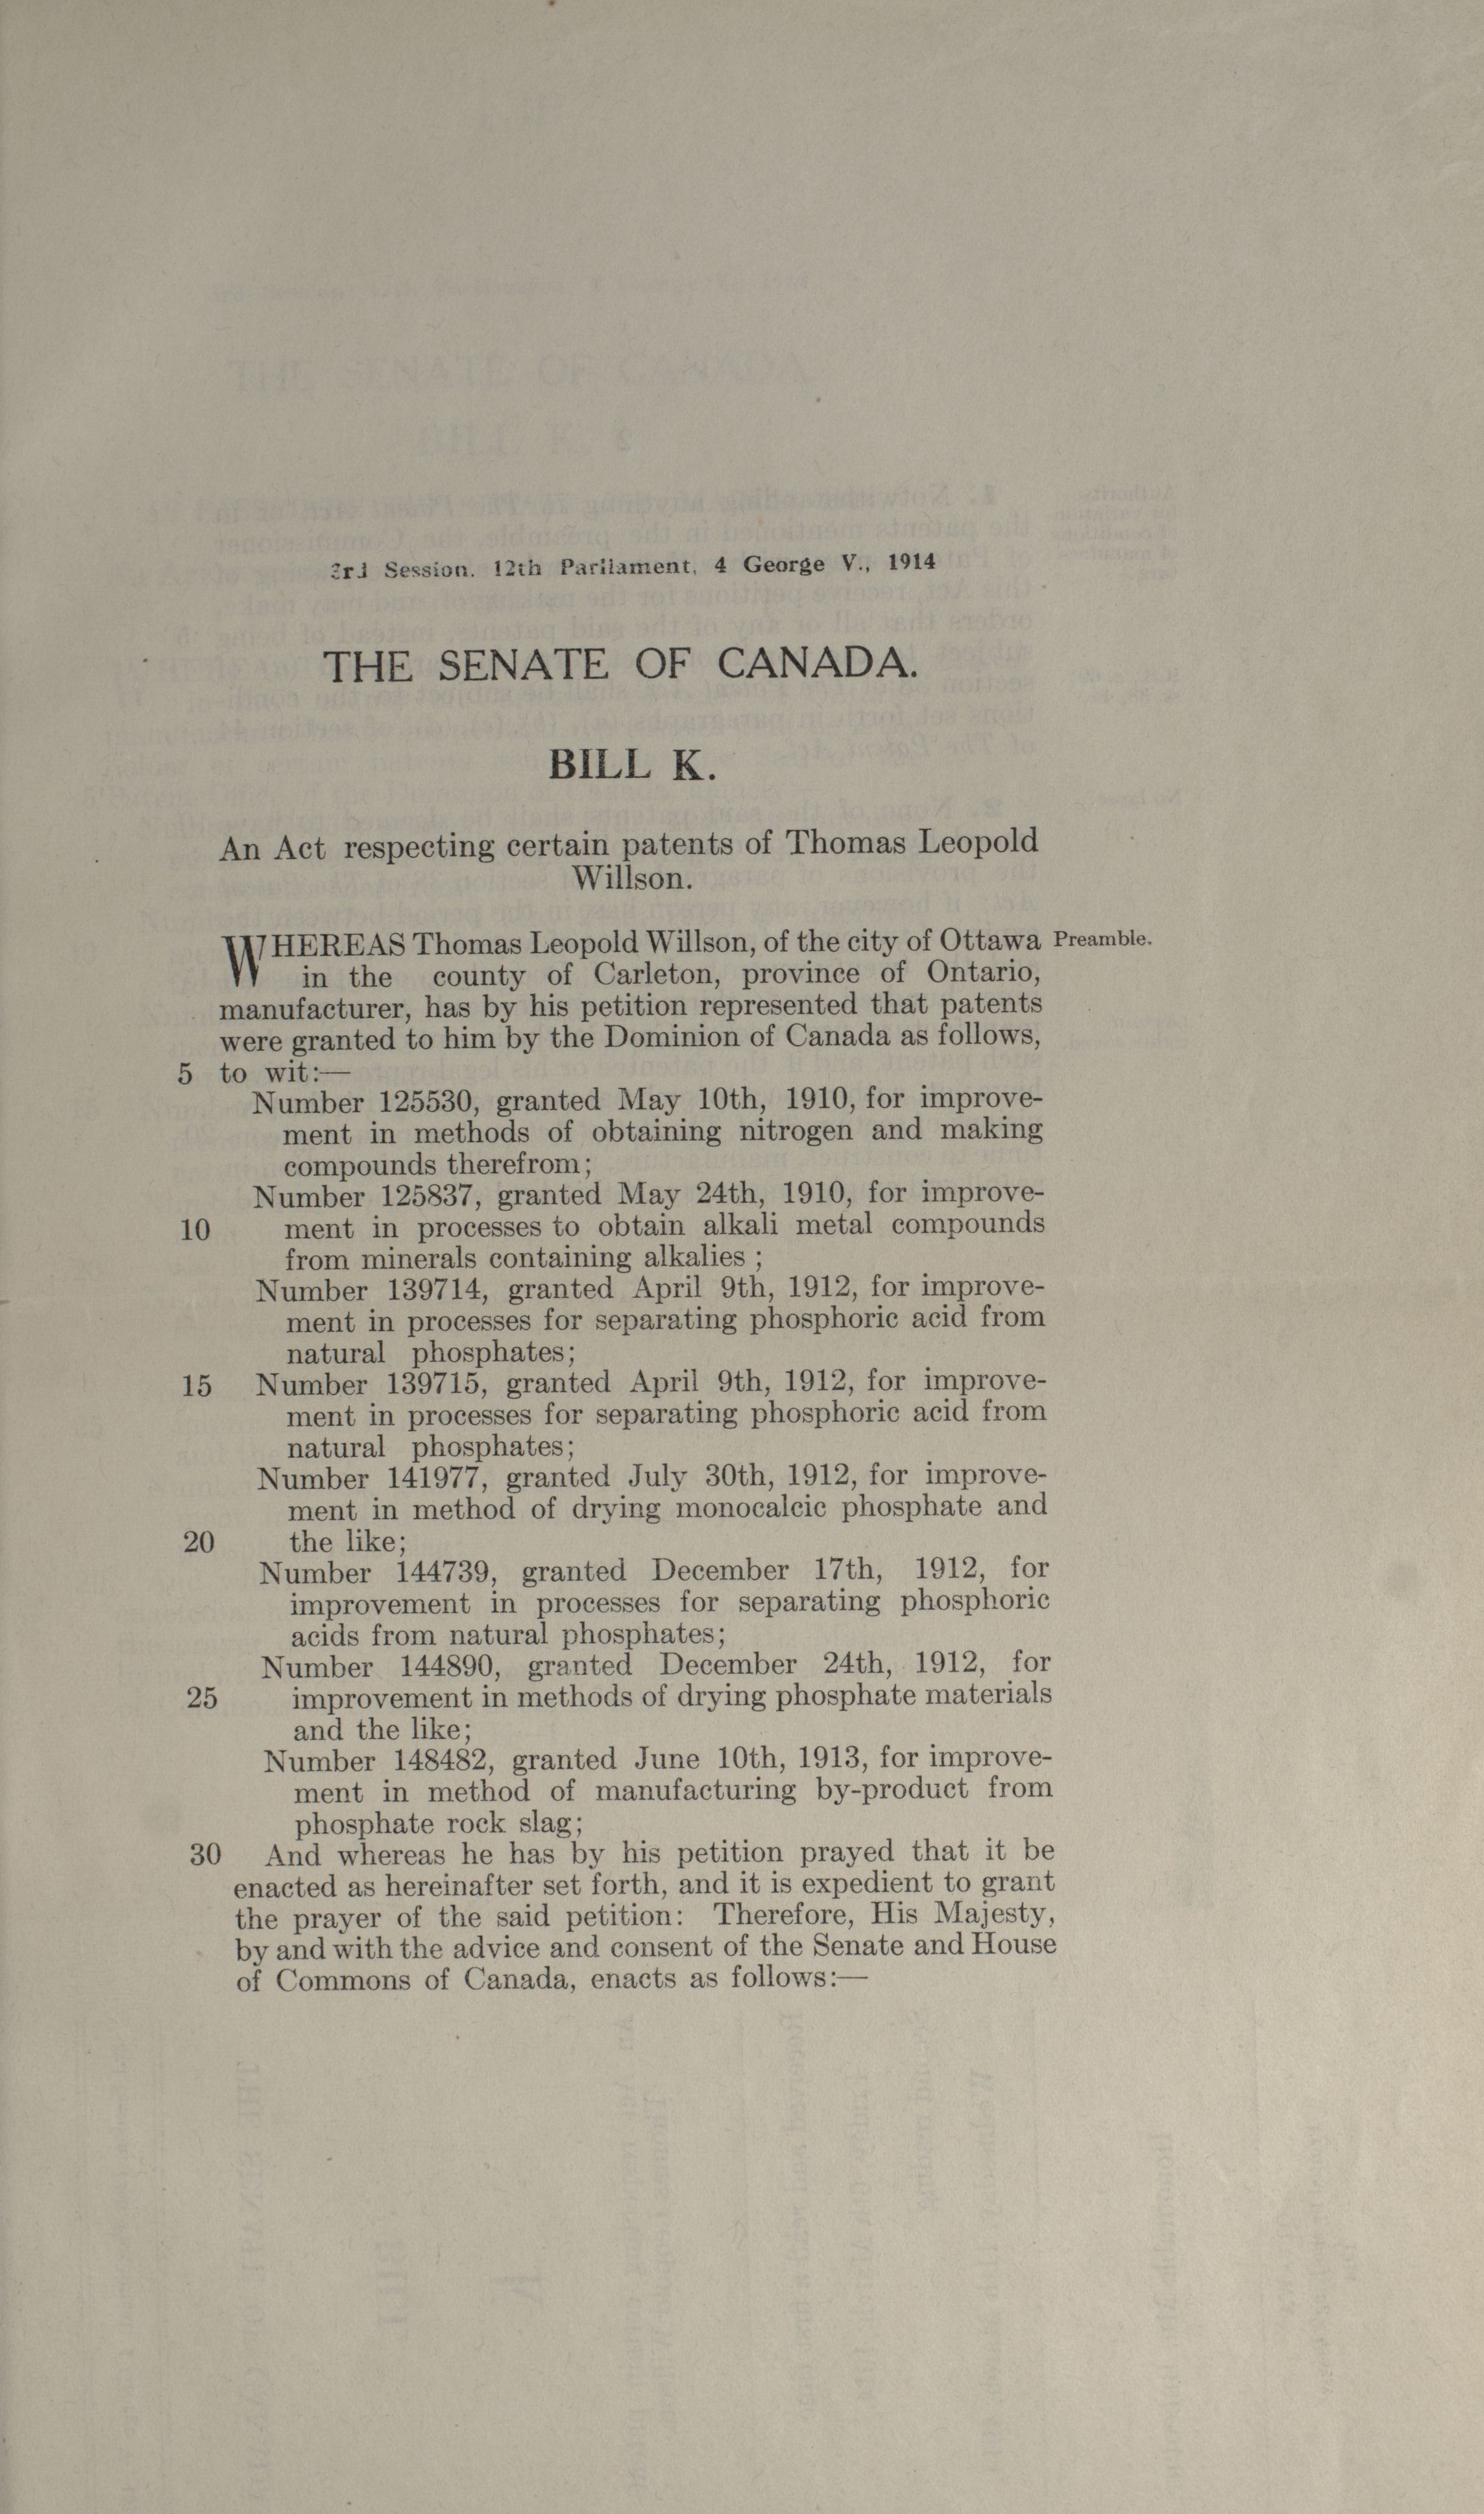 3rd Session, 12th Parliament, 4 George V., 1914
THE SENATE OF CANADA.
BILL K.
An Act respecting certain patents of Thomas Leopold
Willson.
WHEREAS Thomas Leopold Willson, of the city of Ottawa Preamble.
in the county of Carleton, province of Ontario,
manufacturer, has by his petition represented that patents
were granted to him by the Dominion of Canada as follows,
5 to wit:—
Number 125530, granted May 10th, 1910, for improve-
ment in methods of obtaining nitrogen and making
compounds therefrom;
Number 125837, granted May 24th, 1910, for improve-
10 ment in processes to obtain alkali metal compounds
from minerals containing alkalies ;
Number 139714, granted April 9th, 1912, for improve-
ment in processes for separating phosphoric acid from
natural phosphates;
15 Number 139715, granted April 9th, 1912, for improve-
ment in processes for separating phosphoric acid from
natural phosphates;
Number 141977, granted July 30th, 1912, for improve-
ment in method of drying monocalcic phosphate and
20 the like;
Number 144739, granted December 17th, 1912, for
improvement in processes for separating phosphoric
acids from natural phosphates;
Number 144890, granted December 24th, 1912, for
25 improvement in methods of drying phosphate materials
and the like;
Number 148482, granted June 10th, 1913, for improve-
ment in method of manufacturing by-product from
phosphate rock slag;
30 And whereas he has by his petition prayed that it be
enacted as hereinafter set forth, and it is expedient to grant
the prayer of the said petition: Therefore, His Majesty,
by and with the advice and consent of the Senate and House
of Commons of Canada, enacts as follows:—